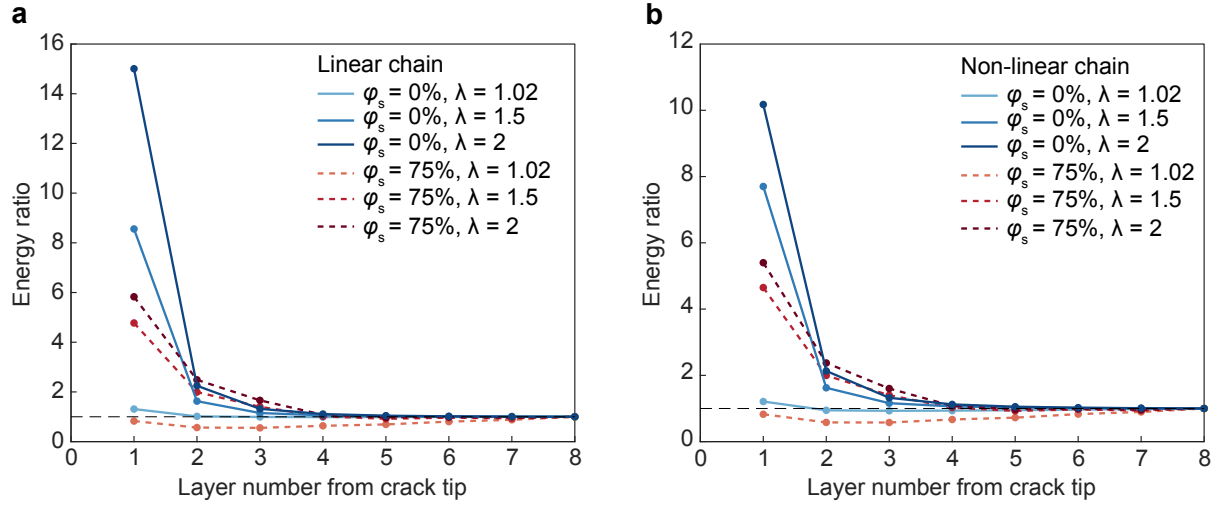 a
16
14
12
10
8
6
4
2
0
Energy ratio
0 1 2 3 4 5 6 7 8
Layer number from crack tip
Linear chain
φs = 0%, λ = 1.02
φs = 0%, λ = 1.5
φs = 0%, λ = 2
φs = 75%, λ = 1.02
φs = 75%, λ = 1.5
φs = 75%, λ = 2
b
12
10
8
6
4
2
0
Energy ratio
0 1 2 3 4 5 6 7 8
Layer number from crack tip
Non-linear chain
φs = 0%, λ = 1.02
φs = 0%, λ = 1.5
φs = 0%, λ = 2
φs = 75%, λ = 1.02
φs = 75%, λ = 1.5
φs = 75%, λ = 2